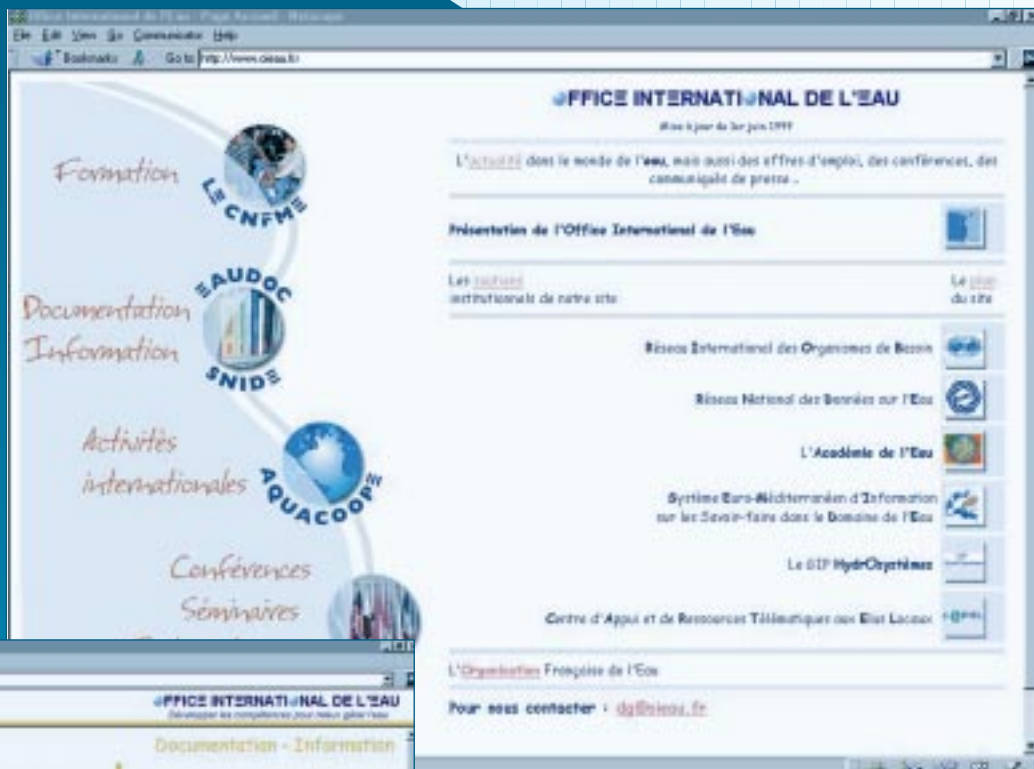 Office International de l'Eau - Page Accueil - Netscape
File Edit View Go Communicator Help
Bookmarks Go to http://www.oieau.fr
OFFICE INTERNATIONAL DE L'EAU
Mise à jour du 1er juin 1999
L'actualité dans le monde de l'eau, mais aussi des offres d'emploi, des conférences, des
communiqués de presse ..
Présentation de l'Office International de l'Eau
Les
institutionnels de notre site
Le plan
du site
Réseau International des Organismes de Bassin
Réseau National des Données sur l'Eau
L'Académie de l'Eau
Système Euro-Méditerranéen d'Information
sur les Savoir-faire dans le Domaine de l'Eau
Le GIP HydrOsystèmes
Centre d'Appui et de Ressources Télématiques aux Elus Locaux
L'Organisation Française de l'Eau
Pour nous contacter : dg@oieau.fr
Formation
LE CNFME
EAUDOC
Documentation
Information
SNIDE
Activités
internationales
AQUACOOPE
Conférences
Séminaires
OFFICE INTERNATIONAL DE L'EAU
Développer les compétences pour mieux gérer l'eau
Documentation - Information